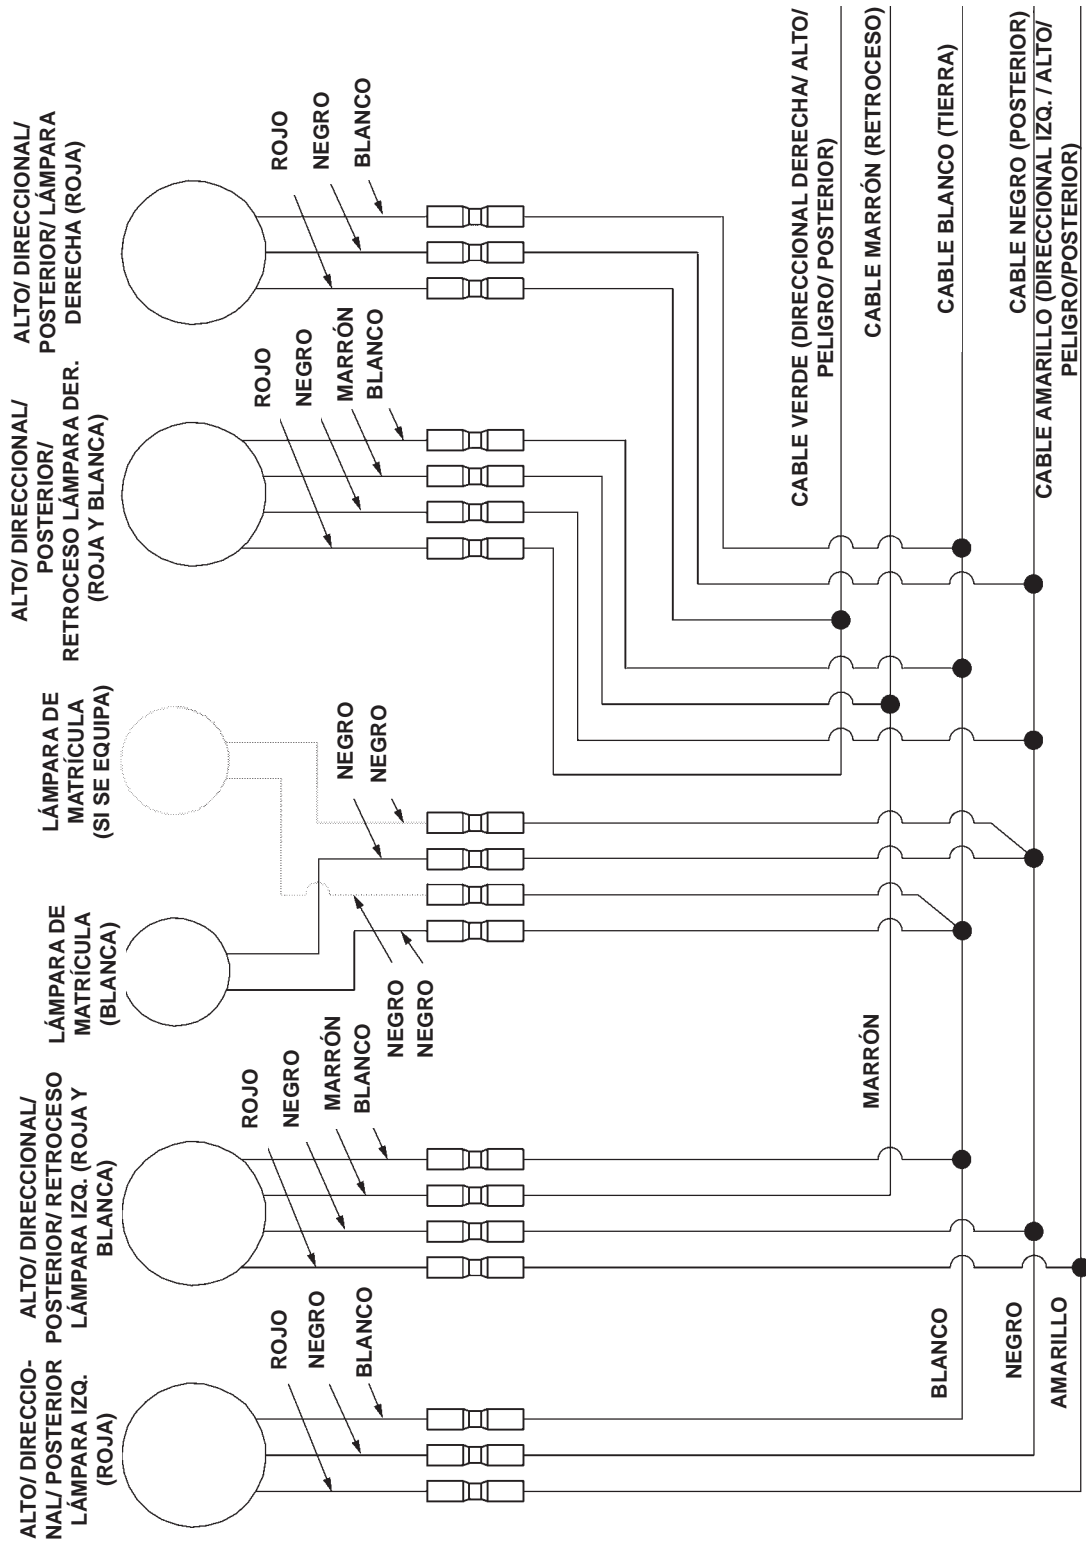 ALTO/ DIRECCIO-
NAL/ POSTERIOR
LÁMPARA IZQ.
(ROJA)
ALTO/ DIRECCIONAL/
POSTERIOR/ RETROCESO
LÁMPARA IZQ. (ROJA Y
BLANCA)
LÁMPARA DE
MATRÍCULA
(BLANCA)
LÁMPARA DE
MATRÍCULA
(SI SE EQUIPA)
ALTO/ DIRECCIONAL/
POSTERIOR/
RETROCESO LÁMPARA DER.
(ROJA Y BLANCA)
ALTO/ DIRECCIONAL/
POSTERIOR/ LÁMPARA
DERECHA (ROJA)
ROJO
NEGRO
BLANCO
ROJO
NEGRO
MARRÓN
BLANCO
NEGRO
NEGRO
NEGRO
NEGRO
ROJO
NEGRO
MARRÓN
BLANCO
ROJO
NEGRO
BLANCO
CABLE VERDE (DIRECCIONAL DERECHA/ ALTO/
PELIGRO/ POSTERIOR)
MARRÓN
CABLE MARRÓN (RETROCESO)
BLANCO
CABLE BLANCO (TIERRA)
NEGRO
CABLE NEGRO (POSTERIOR)
AMARILLO
CABLE AMARILLO (DIRECCIONAL IZQ. / ALTO/
PELIGRO/POSTERIOR)